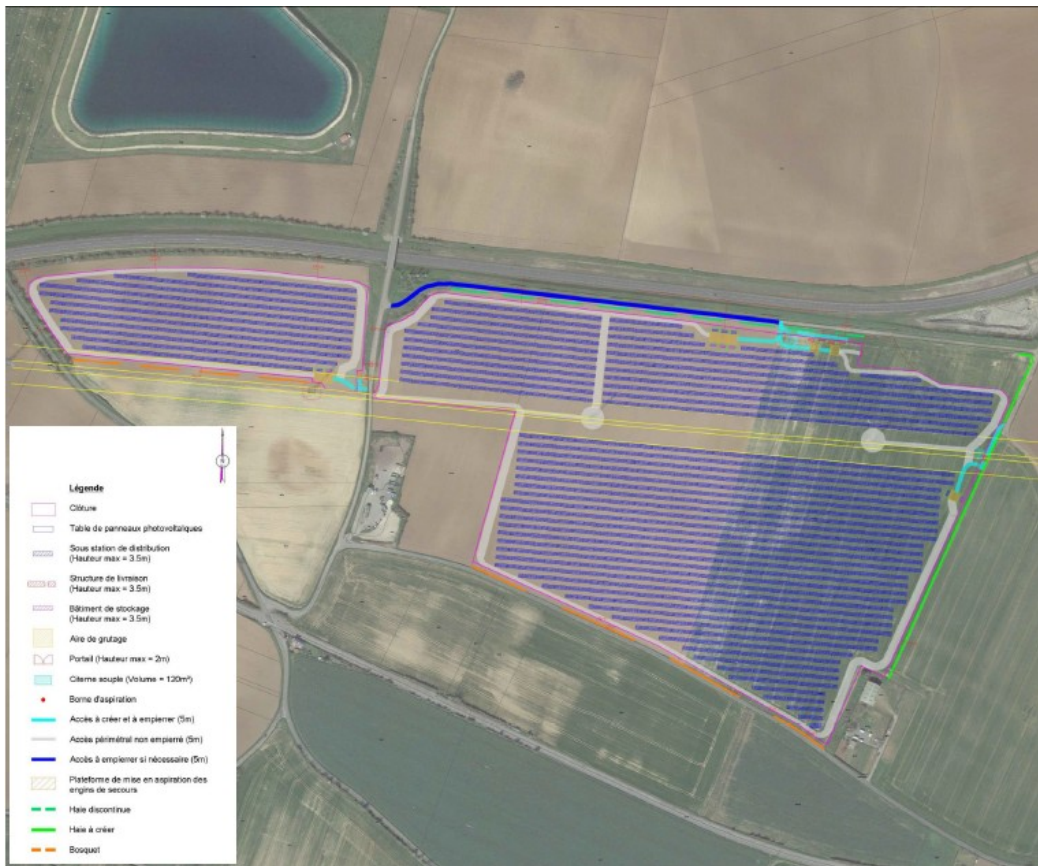 Légende
Clôture
Table de panneaux photovoltaïques
Sous station de distribution
(Hauteur max = 3.5m)
Structure de livraison
(Hauteur max = 3.5m)
Bâtiment de stockage
(Hauteur max = 3.5m)
Aire de grutage
Portail (Hauteur max = 2m)
Citerne souple (Volume = 120m³)
Borne d'aspiration
Accès à créer et à empierrer (5m)
Accès périmétral non empierré (5m)
Accès à empierrer si nécessaire (5m)
Plateforme de mise en aspiration des
engins de secours
Haie discontinue
Haie à créer
Bosquet